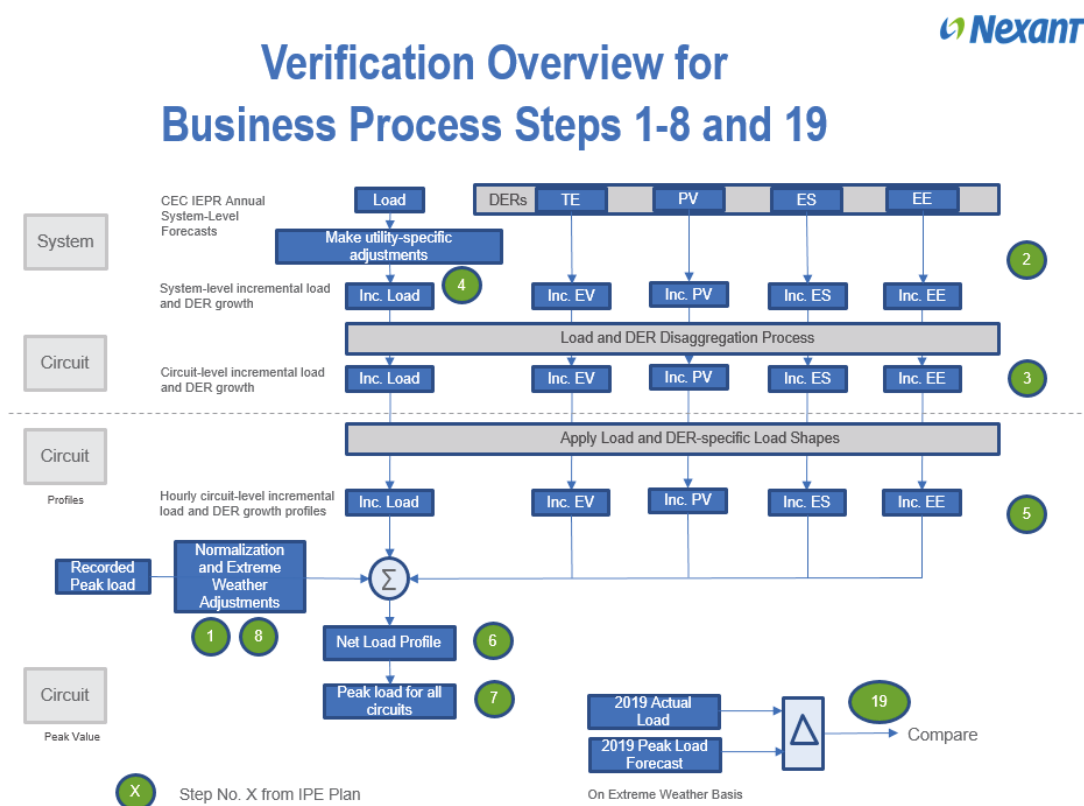 Nexant
Verification Overview for
Business Process Steps 1-8 and 19
CEC IEPR Annual
System-Level
Forecasts
Load
DERs
TE
PV
ES
EE
System
Make utility-specific
adjustments
2
4
System-level incremental load
and DER growth
Inc. Load
Inc. EV
Inc. PV
Inc. ES
Inc. EE
Load and DER Disaggregation Process
Circuit
Circuit-level incremental load
and DER growth
Inc. Load
Inc. EV
Inc. PV
Inc. ES
Inc. EE
3
Apply Load and DER-specific Load Shapes
Circuit
Profiles
Hourly circuit-level incremental
load and DER growth profiles
Inc. Load
Inc. EV
Inc. PV
Inc. ES
Inc. EE
5
Recorded
Peak load
Normalization
and Extreme
Weather
Adjustments
Σ
1
8
Net Load Profile
6
Circuit
Peak Value
Peak load for all
circuits
7
2019 Actual
Load
2019 Peak Load
Forecast
Δ
19
Compare
On Extreme Weather Basis
X
Step No. X from IPE Plan